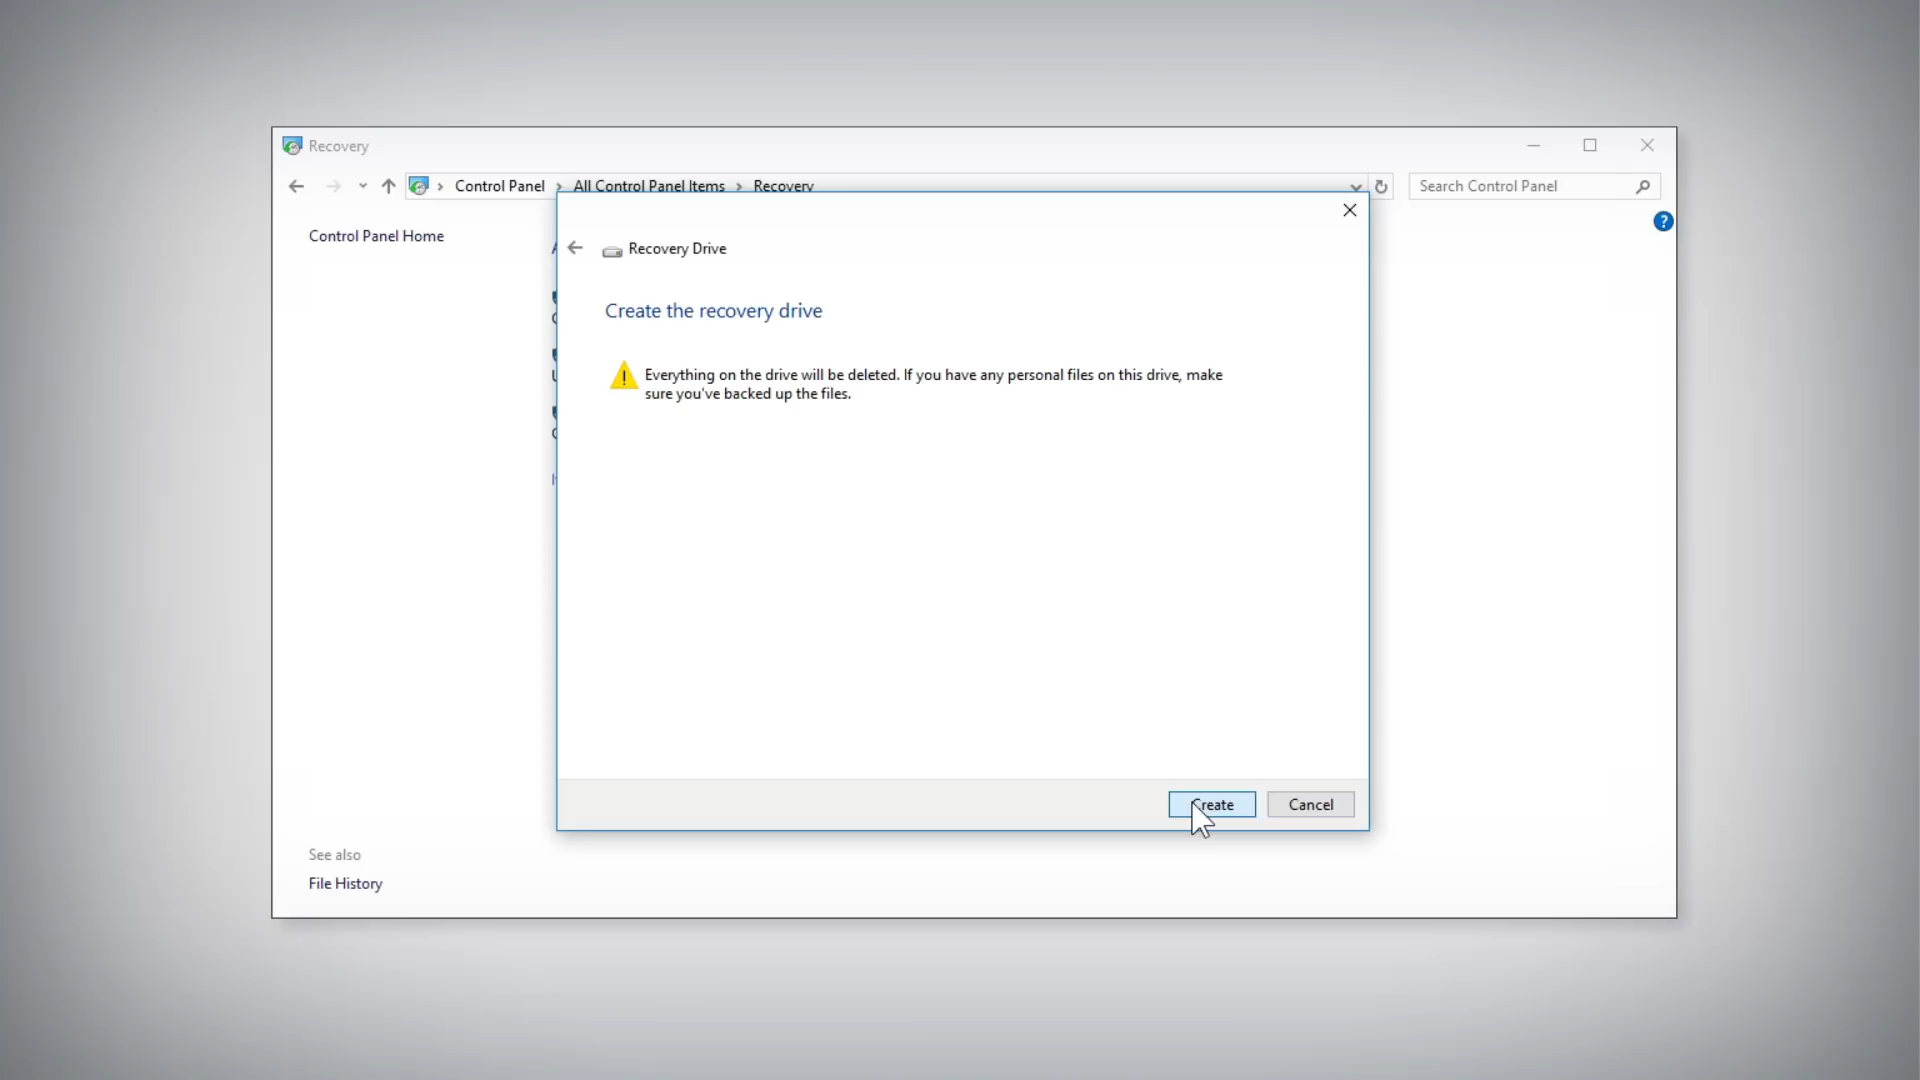 Recovery
Control Panel > All Control Panel Items > Recovery
Search Control Panel
?
Control Panel Home
Recovery Drive
Create the recovery drive
Everything on the drive will be deleted. If you have any personal files on this drive, make
sure you've backed up the files.
Create
Cancel
See also
File History